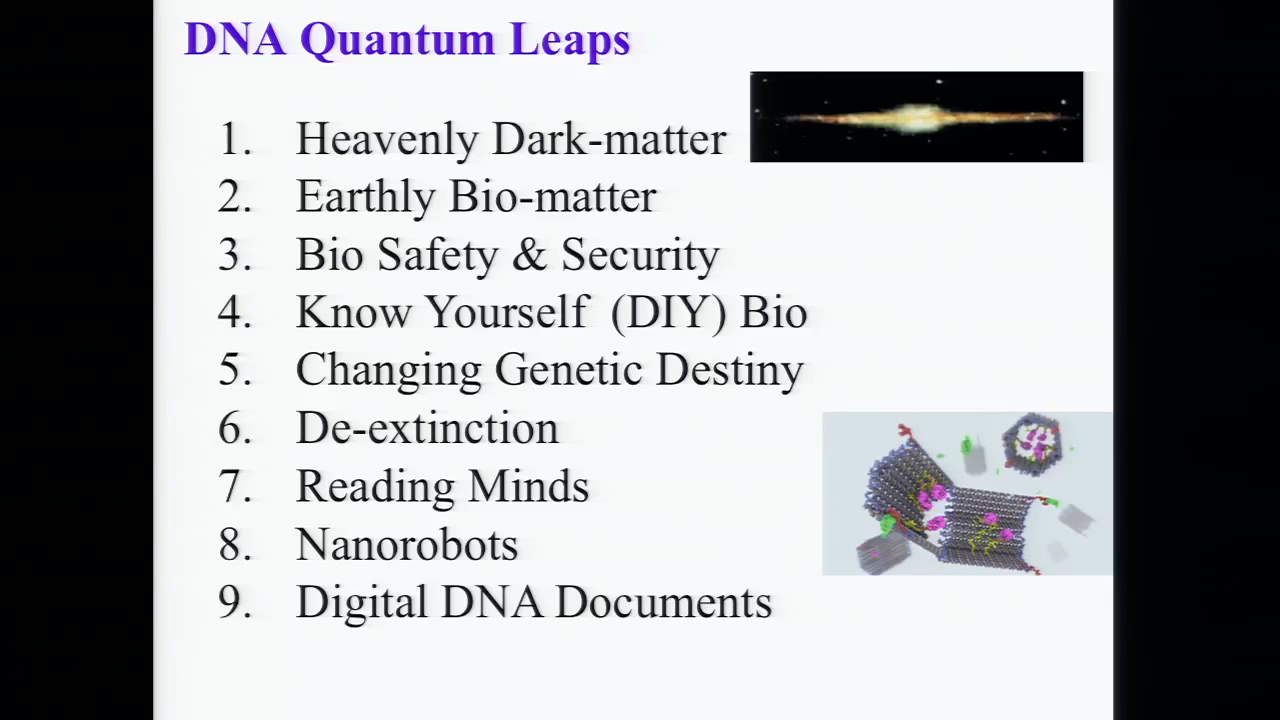 DNA Quantum Leaps
1. Heavenly Dark-matter
2. Earthly Bio-matter
3. Bio Safety & Security
4. Know Yourself (DIY) Bio
5. Changing Genetic Destiny
6. De-extinction
7. Reading Minds
8. Nanorobots
9. Digital DNA Documents